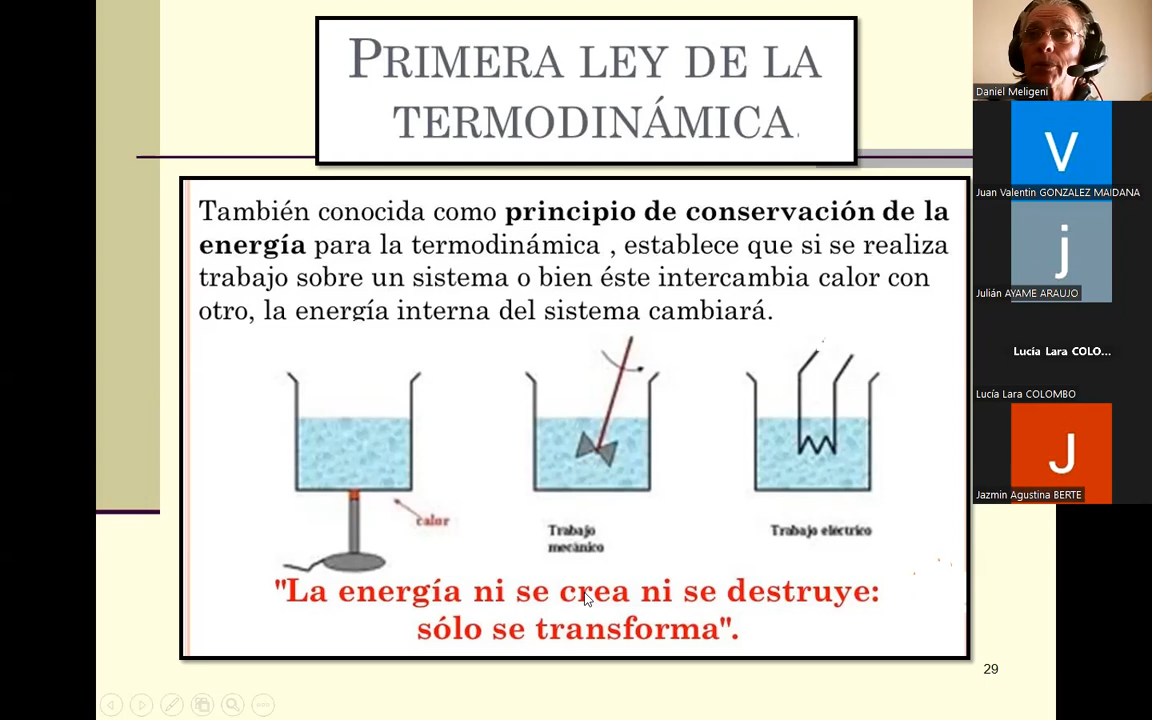 PRIMERA LEY DE LA
TERMODINÁMICA.
También conocida como principio de conservación de la
energía para la termodinámica , establece que si se realiza
trabajo sobre un sistema o bien éste intercambia calor con
otro, la energía interna del sistema cambiará.
calor
Trabajo
mecánico
Trabajo eléctrico
"La energía ni se crea ni se destruye:
sólo se transforma".
29
Daniel Meligeni
V
Juan Valentin GONZALEZ MAIDANA
j
Julián AYAME ARAUJO
Lucía Lara COLO...
Lucía Lara COLOMBO
J
Jazmin Agustina BERTE